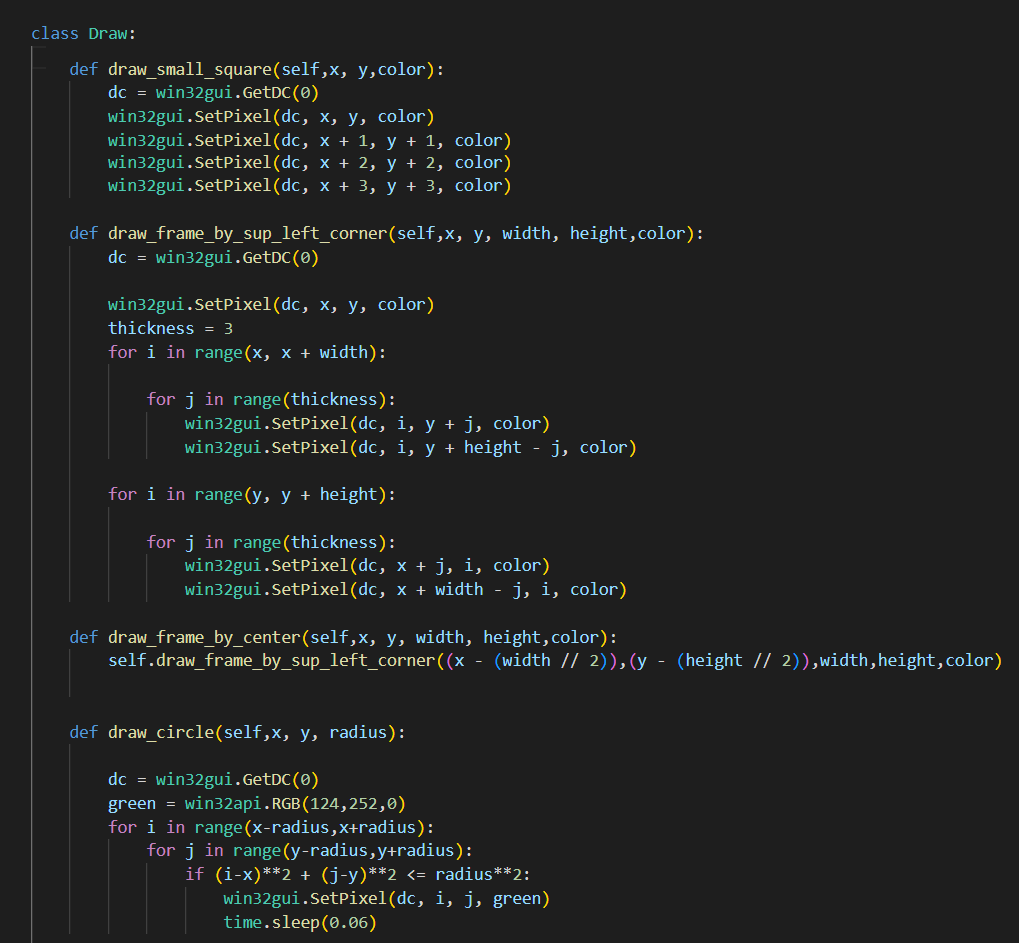 class Draw:
    def draw_small_square(self,x, y,color):
        dc = win32gui.GetDC(0)
        win32gui.SetPixel(dc, x, y, color)
        win32gui.SetPixel(dc, x + 1, y + 1, color)
        win32gui.SetPixel(dc, x + 2, y + 2, color)
        win32gui.SetPixel(dc, x + 3, y + 3, color)

    def draw_frame_by_sup_left_corner(self,x, y, width, height,color):
        dc = win32gui.GetDC(0)

        win32gui.SetPixel(dc, x, y, color)
        thickness = 3
        for i in range(x, x + width):

            for j in range(thickness):
                win32gui.SetPixel(dc, i, y + j, color)
                win32gui.SetPixel(dc, i, y + height - j, color)

        for i in range(y, y + height):

            for j in range(thickness):
                win32gui.SetPixel(dc, x + j, i, color)
                win32gui.SetPixel(dc, x + width - j, i, color)

    def draw_frame_by_center(self,x, y, width, height,color):
        self.draw_frame_by_sup_left_corner((x - (width // 2)),(y - (height // 2)),width,height,color)


    def draw_circle(self,x, y, radius):

        dc = win32gui.GetDC(0)
        green = win32api.RGB(124,252,0)
        for i in range(x-radius,x+radius):
            for j in range(y-radius,y+radius):
                if (i-x)**2 + (j-y)**2 <= radius**2:
                    win32gui.SetPixel(dc, i, j, green)
                    time.sleep(0.06)